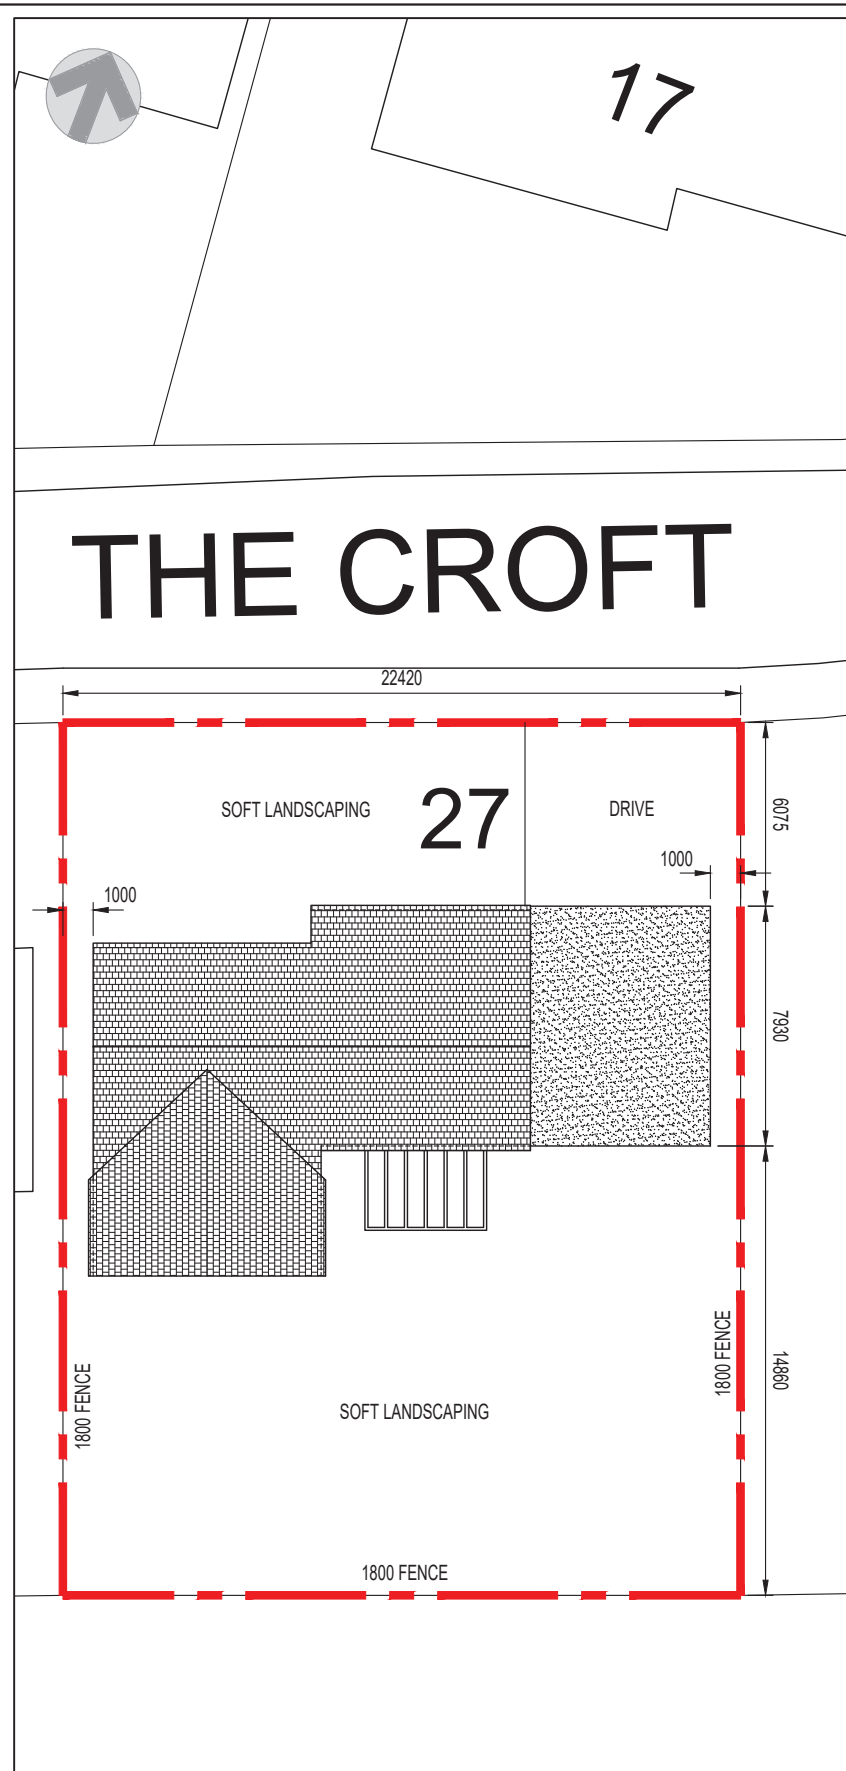 17
THE CROFT
22420
SOFT LANDSCAPING
27
DRIVE
6075
1000
1000
7930
1800 FENCE
14860
1800 FENCE
SOFT LANDSCAPING
1800 FENCE